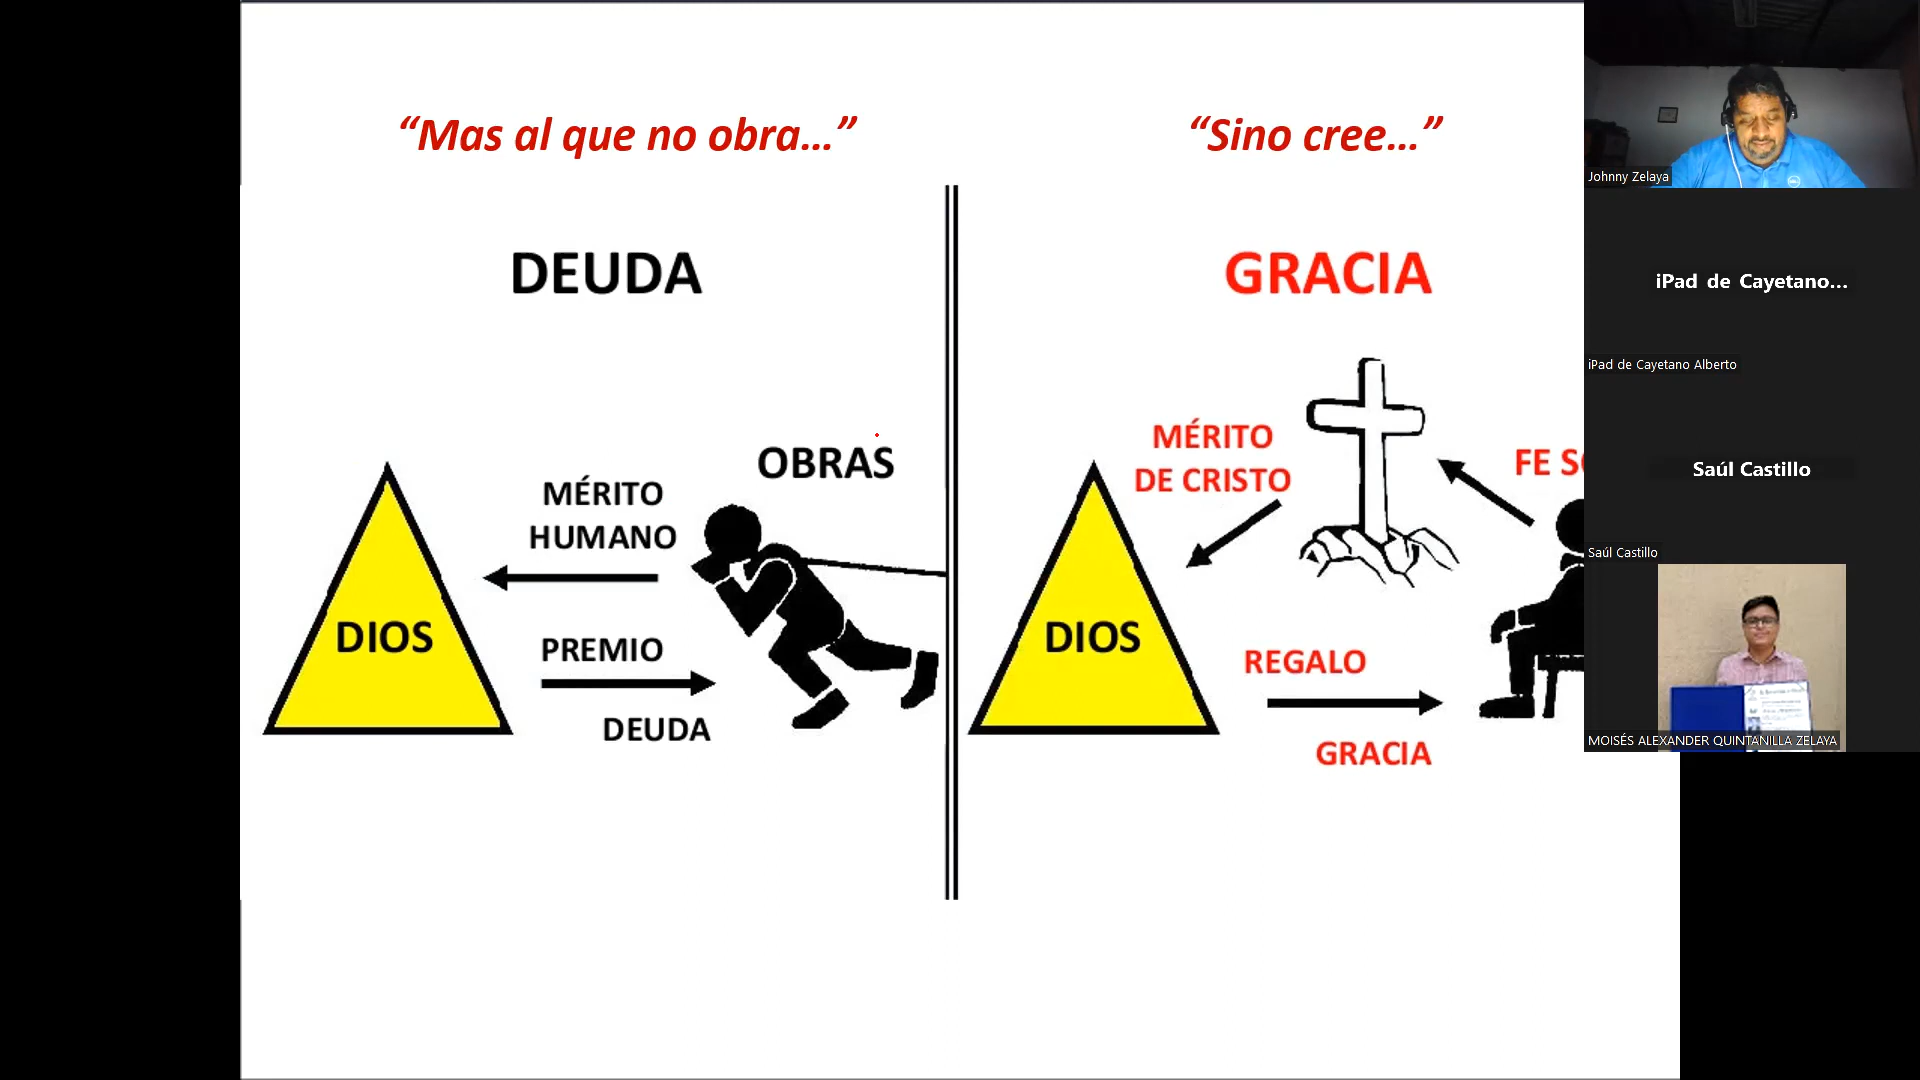 “Mas al que no obra...”
“Sino cree...”
DEUDA
GRACIA
OBRAS
MÉRITO
HUMANO
DIOS
PREMIO
DEUDA
MÉRITO
DE CRISTO
FE
DIOS
REGALO
GRACIA
Johnny Zelaya
iPad de Cayetano...
iPad de Cayetano Alberto
Saúl Castillo
Saúl Castillo
MOISÉS ALEXANDER QUINTANILLA ZELAYA